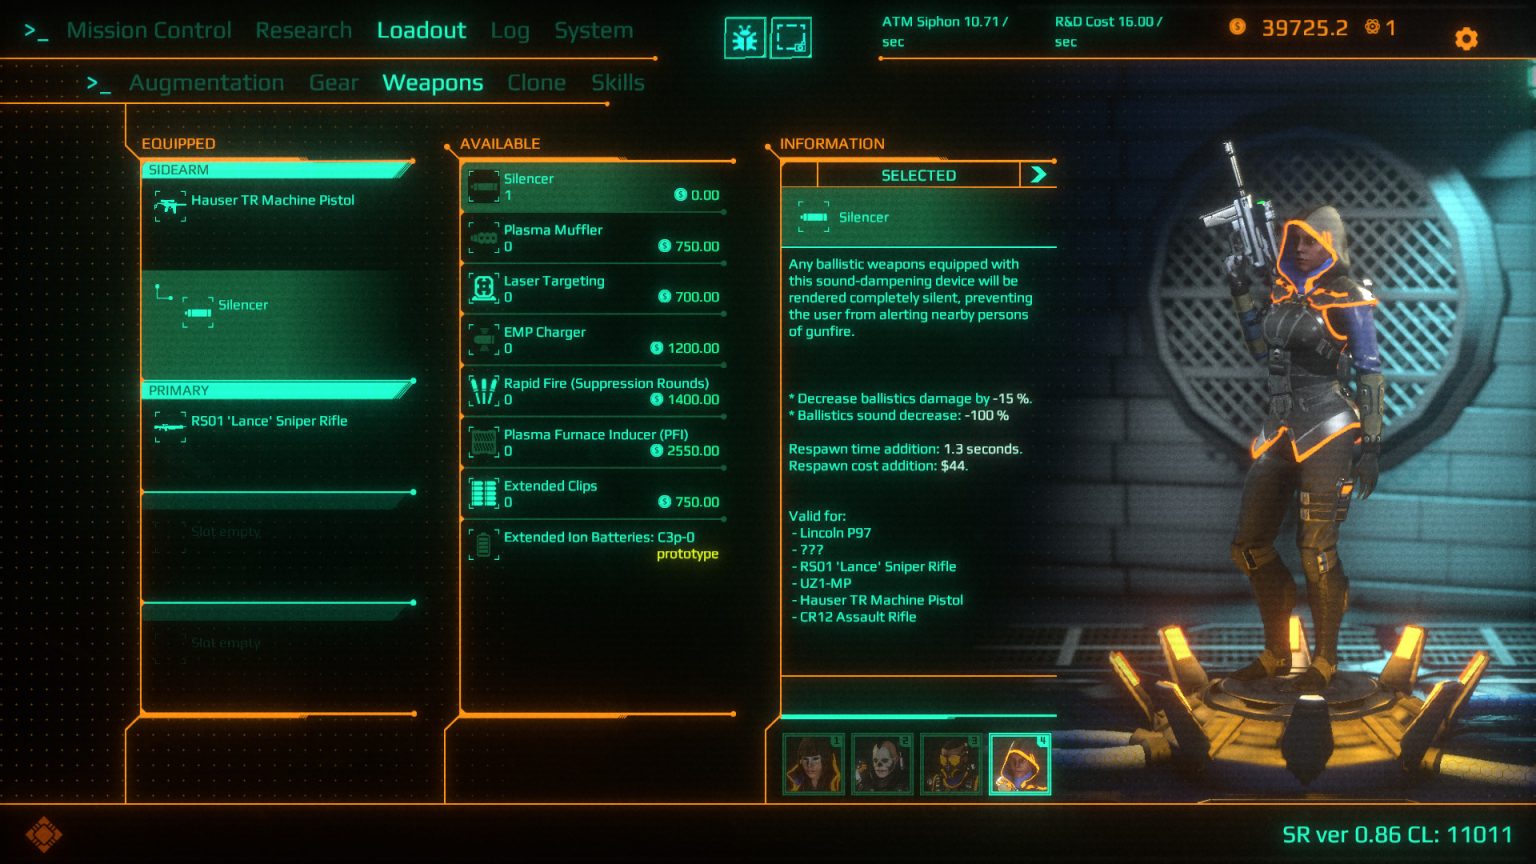 >_ Mission Control Research Loadout Log System
ATM Siphon 10.71 /
sec
R&D Cost 16.00 /
sec
39725.2 1
>_ Augmentation Gear Weapons Clone Skills
EQUIPPED
SIDEARM
Hauser TR Machine Pistol
Silencer
PRIMARY
RS01 'Lance' Sniper Rifle
Slot empty
Slot empty
AVAILABLE
Silencer
1 0.00
Plasma Muffler
0 750.00
Laser Targeting
0 700.00
EMP Charger
0 1200.00
Rapid Fire (Suppression Rounds)
0 1400.00
Plasma Furnace Inducer (PFI)
0 2550.00
Extended Clips
0 750.00
Extended Ion Batteries: C3p-0
prototype
INFORMATION
SELECTED
Silencer
Any ballistic weapons equipped with
this sound-dampening device will be
rendered completely silent, preventing
the user from alerting nearby persons
of gunfire.
* Decrease ballistics damage by -15 %.
* Ballistics sound decrease: -100 %
Respawn time addition: 1.3 seconds.
Respawn cost addition: $44.
Valid for:
- Lincoln P97
- ???
- RS01 'Lance' Sniper Rifle
- UZ1-MP
- Hauser TR Machine Pistol
- CR12 Assault Rifle
1 2 3 4
SR ver 0.86 CL: 11011